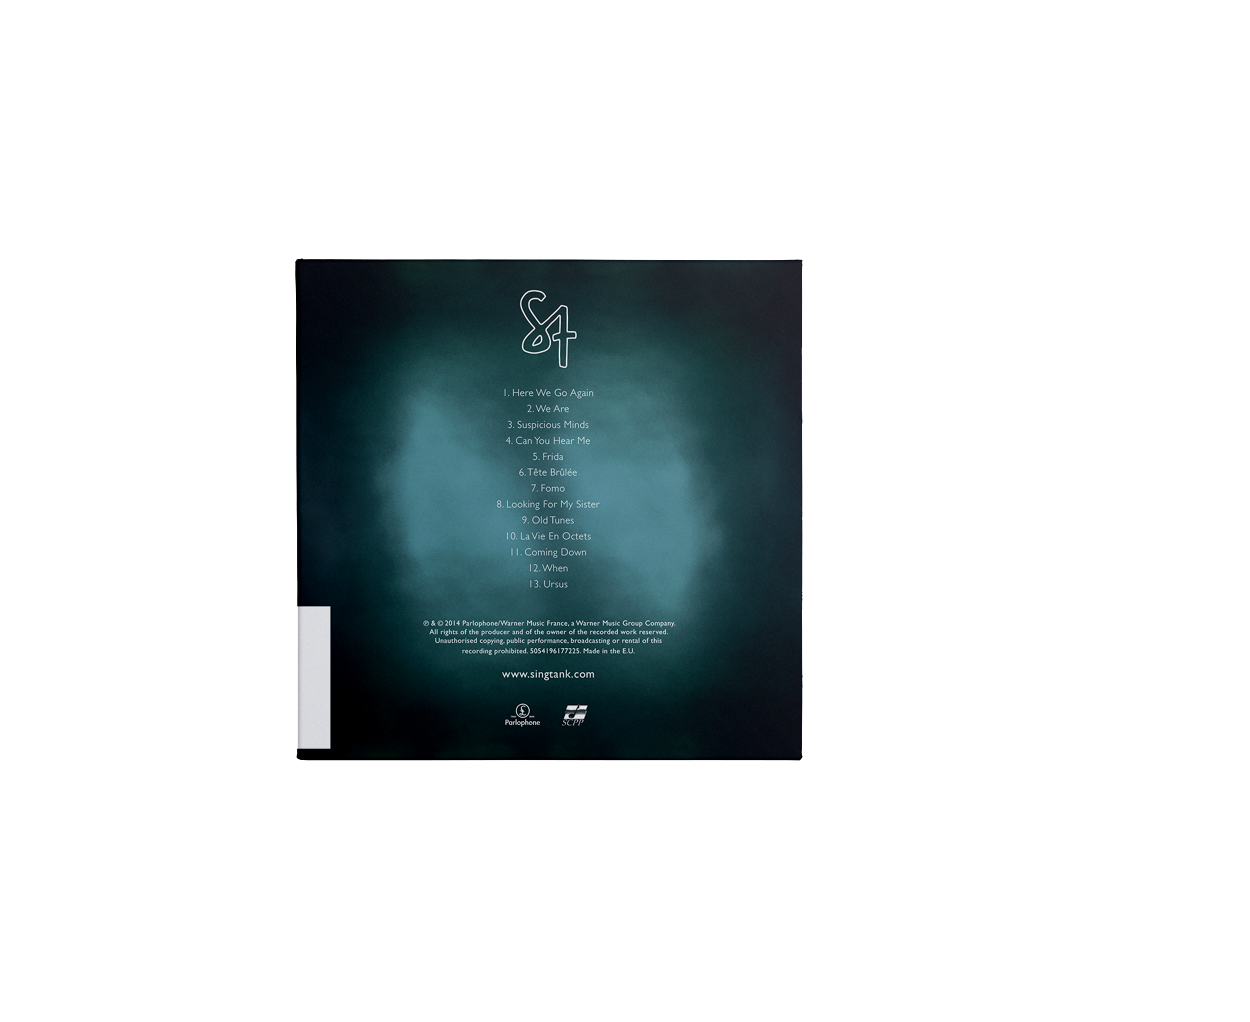 ST
1. Here We Go Again
2. We Are
3. Suspicious Minds
4. Can You Hear Me
5. Frida
6. Tête Brûlée
7. Fomo
8. Looking For My Sister
9. Old Tunes
10. La Vie En Octets
11. Coming Down
12. When
13. Ursus
℗ & © 2014 Parlophone/Warner Music France, a Warner Music Group Company.
All rights of the producer and of the owner of the recorded work reserved.
Unauthorised copying, public performance, broadcasting or rental of this
recording prohibited. 5054196177225. Made in the E.U.
www.singtank.com
£
Parlophone
SCPP